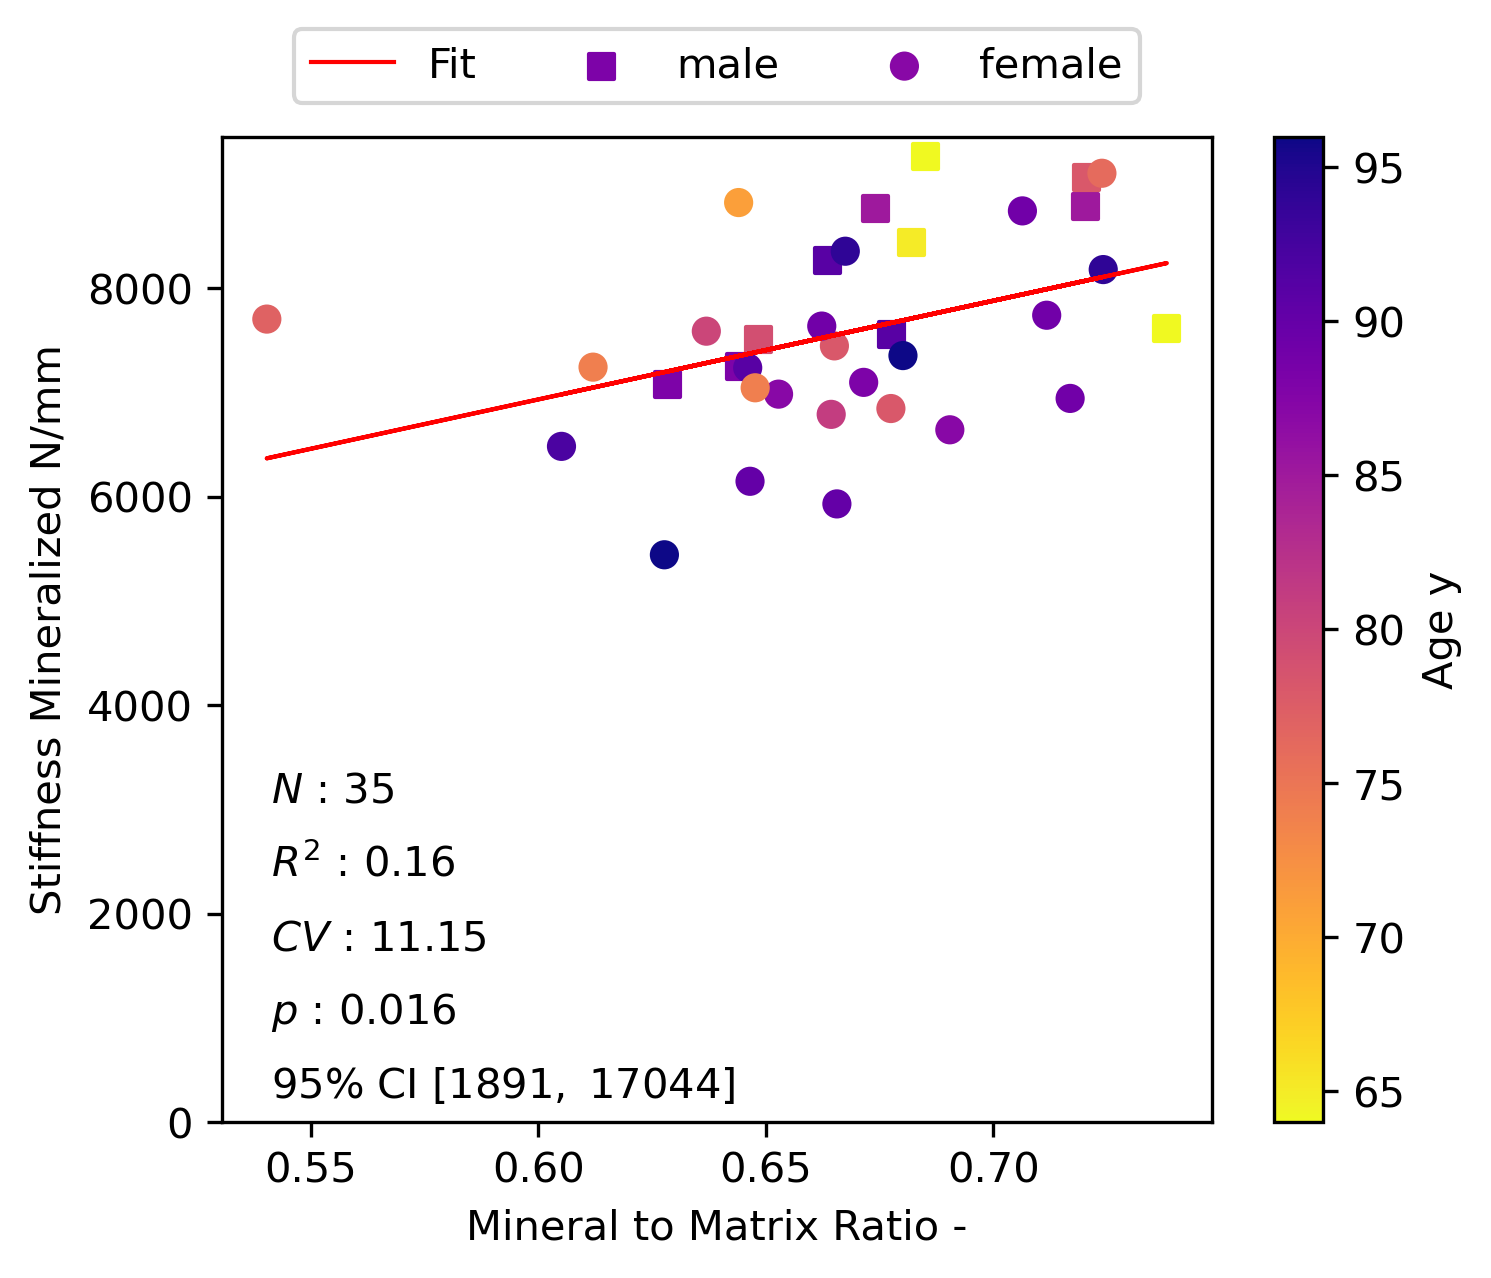 Fit male female
Stiffness Mineralized N/mm
8000
6000
4000
2000
0
N : 35
R² : 0.16
CV : 11.15
p : 0.016
95% CI [1891, 17044]
0.55 0.60 0.65 0.70
Mineral to Matrix Ratio -
95
90
85
80
75
70
65
Age y